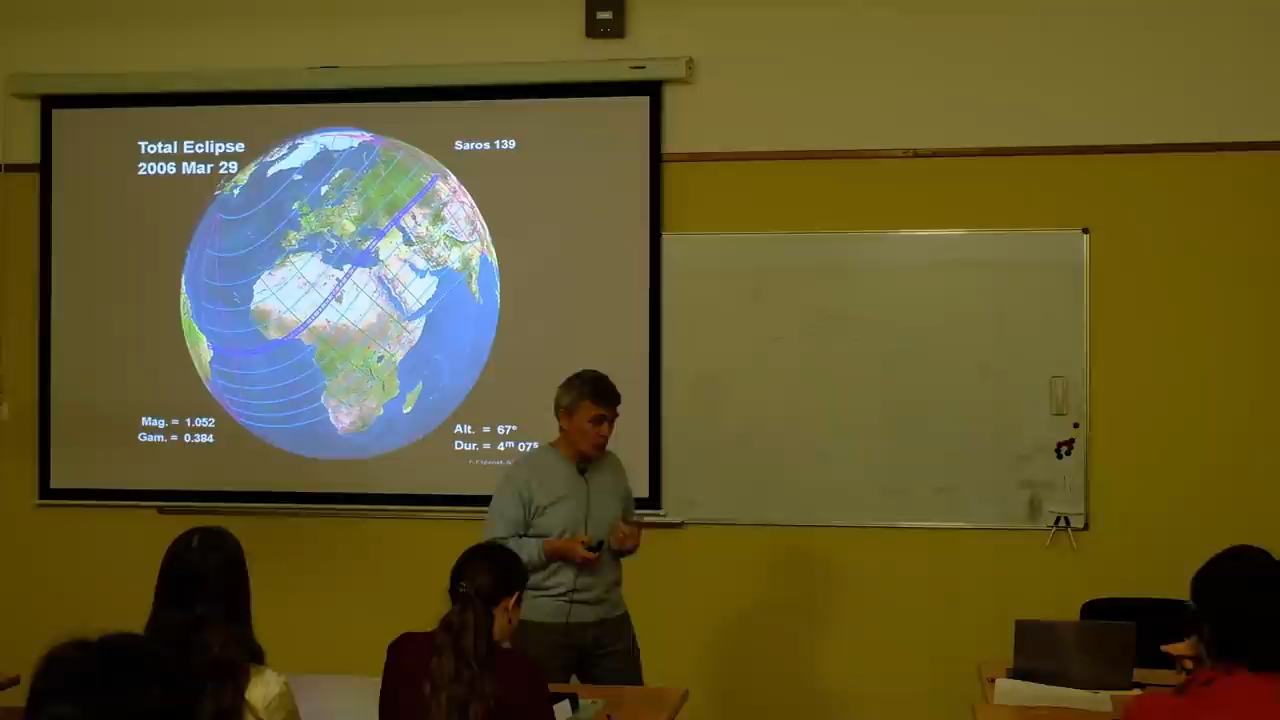 Total Eclipse
2006 Mar 29
Saros 139
Mag. = 1.052
Gam. = 0.384
Alt. = 67°
Dur. = 4ᵐ 07ˢ